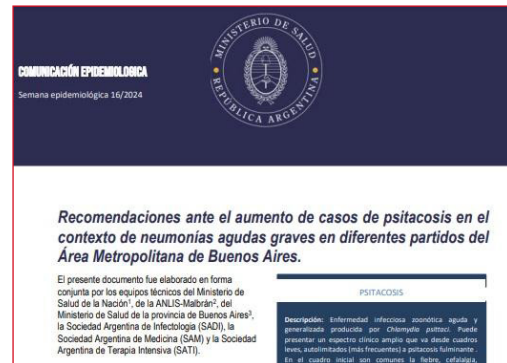 COMUNICACIÓN EPIDEMIOLOGICA
Semana epidemiológica 16/2024
MINISTERIO DE SALUD
REPÚBLICA ARGENTINA
Recomendaciones ante el aumento de casos de psitacosis en el
contexto de neumonías agudas graves en diferentes partidos del
Área Metropolitana de Buenos Aires.
El presente documento fue elaborado en forma
conjunta por los equipos técnicos del Ministerio de
Salud de la Nación¹, de la ANLIS-Malbrán², del
Ministerio de Salud de la provincia de Buenos Aires³,
la Sociedad Argentina de Infectología (SADI), la
Sociedad Argentina de Medicina (SAM) y la Sociedad
Argentina de Terapia Intensiva (SATI).
PSITACOSIS
Descripción: Enfermedad infecciosa zoonótica aguda y
generalizada producida por Chlamydia psittaci. Puede
presentar un espectro clínico amplio que va desde cuadros
leves, autolimitados (más frecuentes) a psitacosis fulminante.
En el cuadro inicial son comunes la fiebre, cefalalgia,